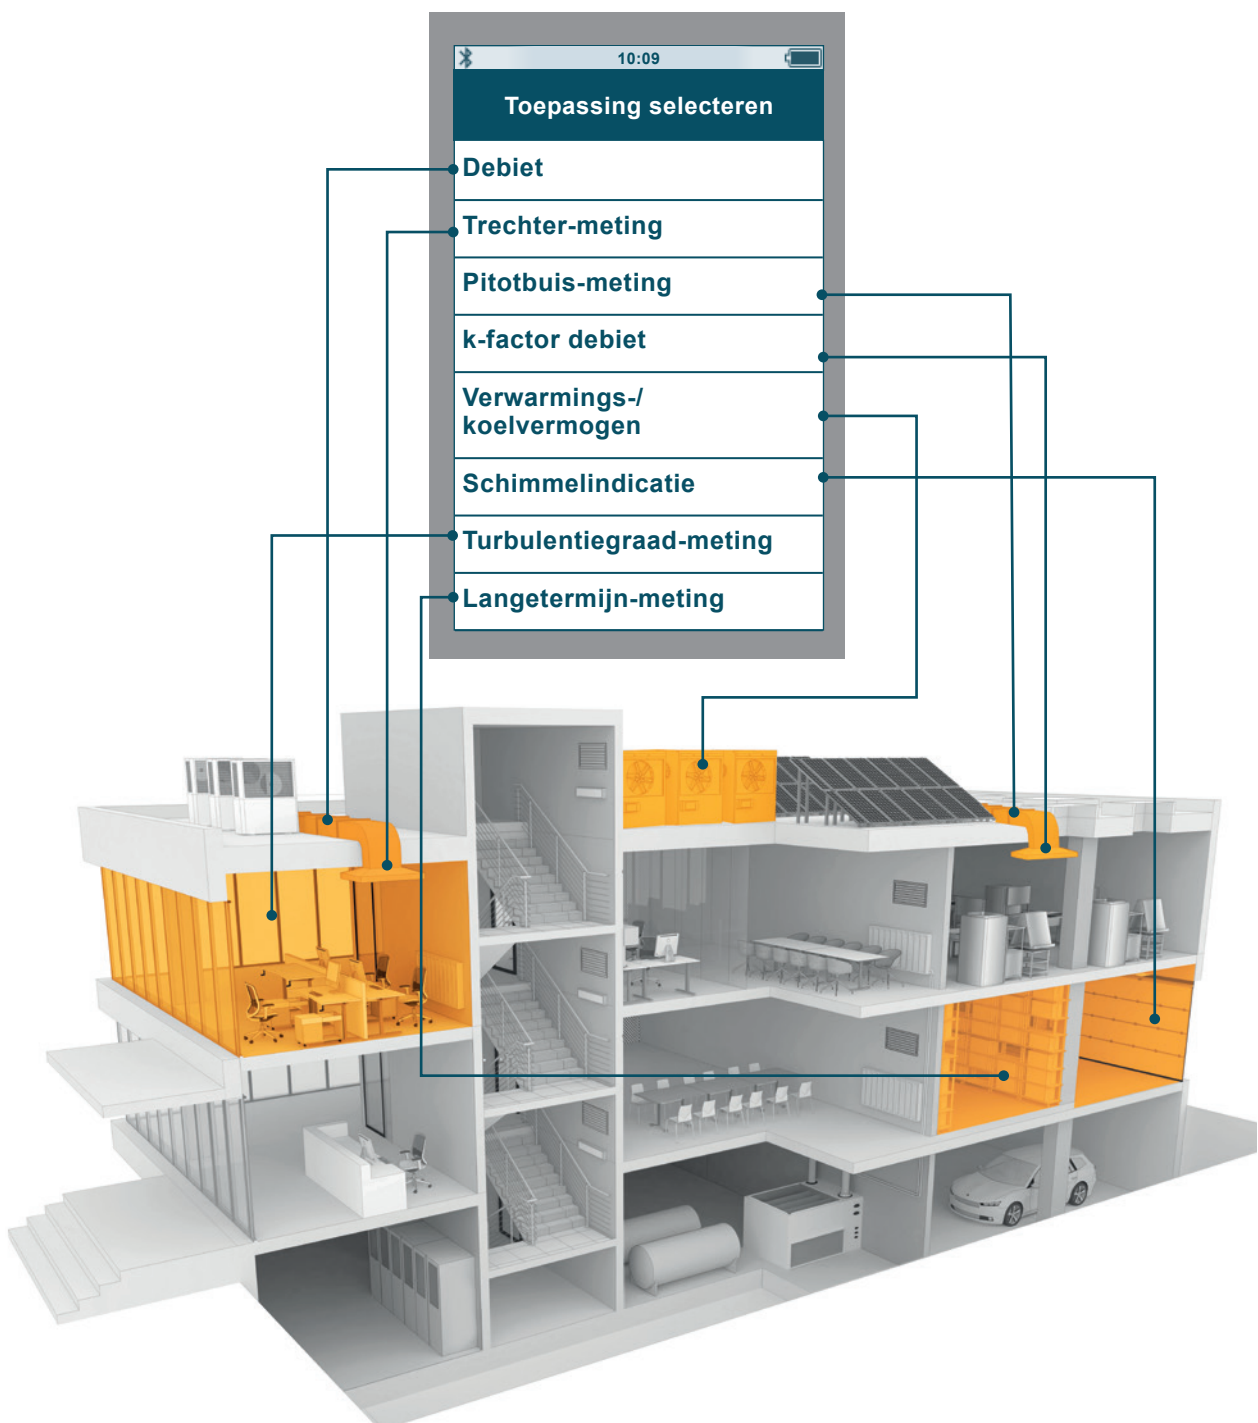 10:09
Toepassing selecteren
Debiet
Trechter-meting
Pitotbuis-meting
k-factor debiet
Verwarmings-/
koelvermogen
Schimmelindicatie
Turbulentiegraad-meting
Langetermijn-meting